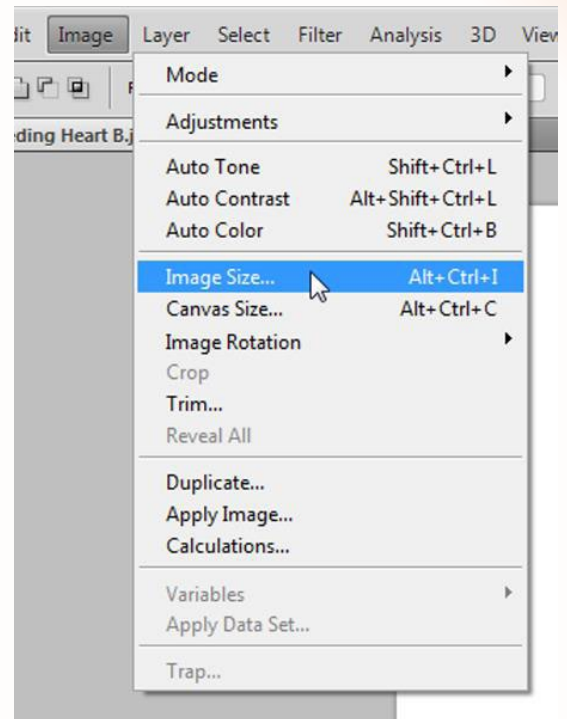 dit Image Layer Select Filter Analysis 3D View
eding Heart B.j
Mode
Adjustments
Auto Tone Shift+Ctrl+L
Auto Contrast Alt+Shift+Ctrl+L
Auto Color Shift+Ctrl+B
Image Size... Alt+Ctrl+I
Canvas Size... Alt+Ctrl+C
Image Rotation
Crop
Trim...
Reveal All
Duplicate...
Apply Image...
Calculations...
Variables
Apply Data Set...
Trap...